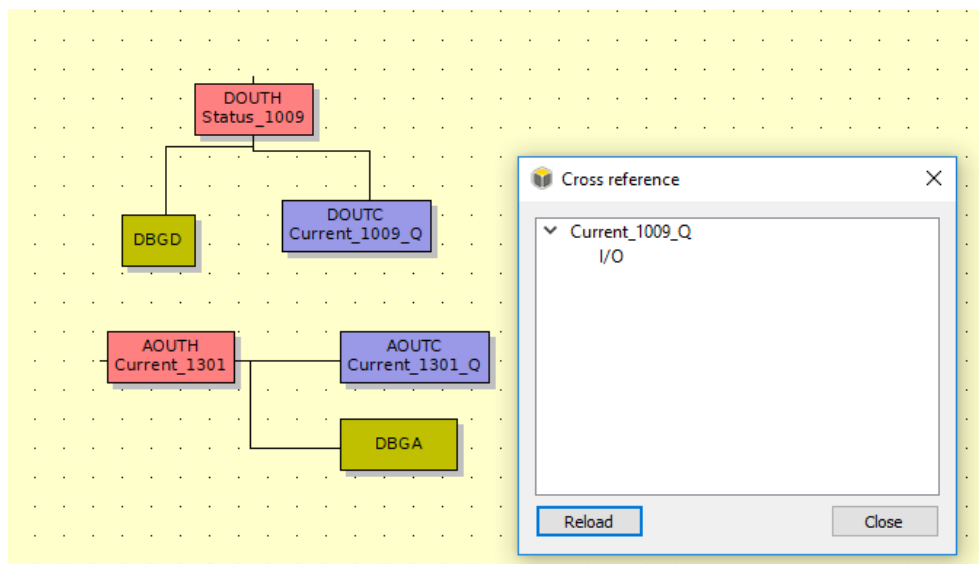 DOUTH
Status_1009
DBGD
DOUTC
Current_1009_Q
AOUTH
Current_1301
AOUTC
Current_1301_Q
DBGA
Cross reference
Current_1009_Q
I/O
Reload
Close